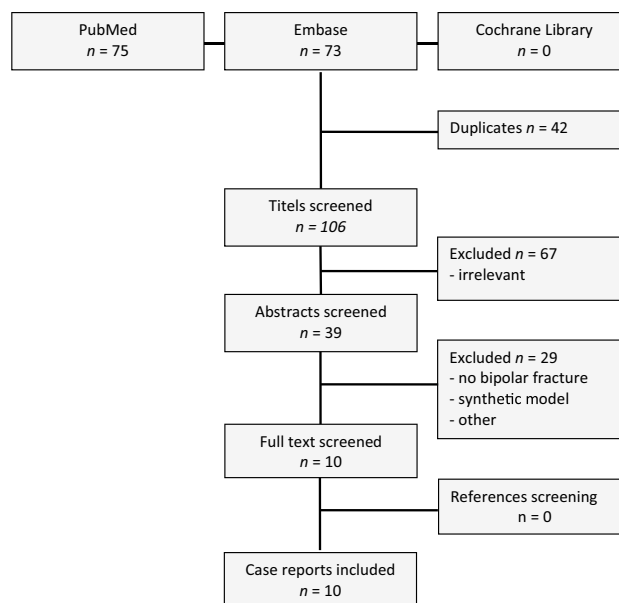 PubMed
n = 75
Embase
n = 73
Cochrane Library
n = 0
Duplicates n = 42
Titels screened
n = 106
Excluded n = 67
- irrelevant
Abstracts screened
n = 39
Excluded n = 29
- no bipolar fracture
- synthetic model
- other
Full text screened
n = 10
References screening
n = 0
Case reports included
n = 10